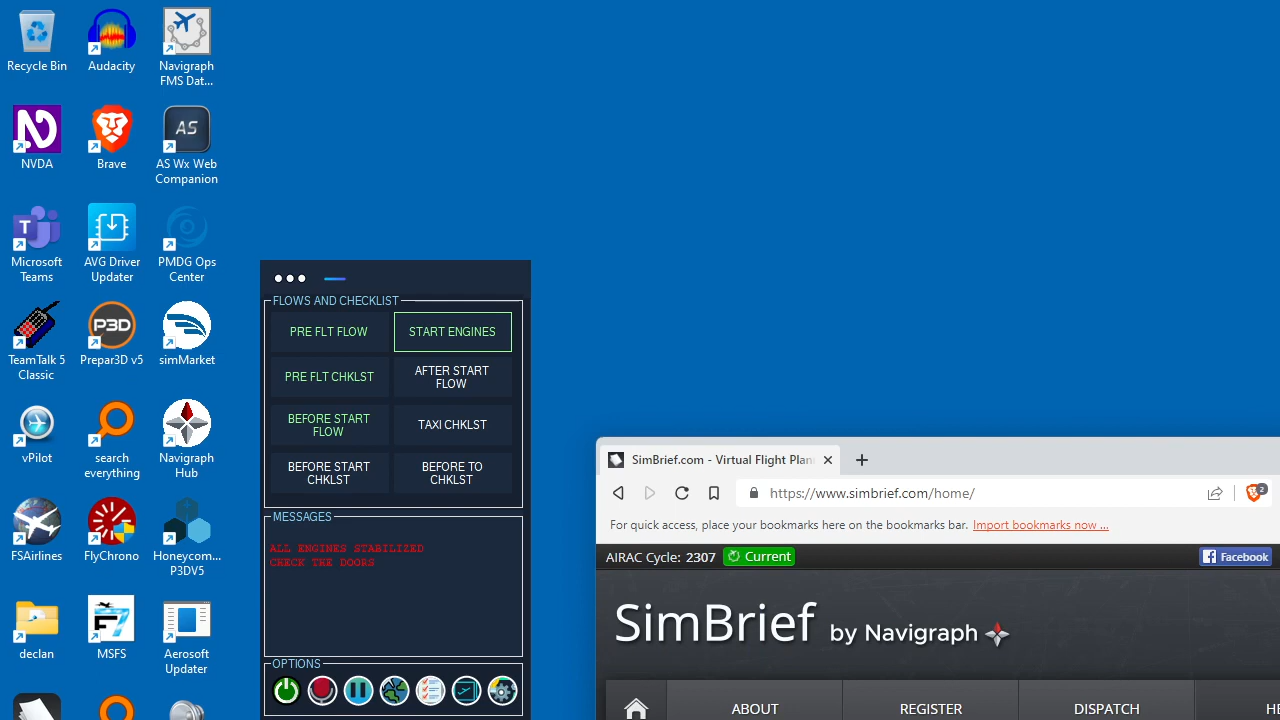 Recycle Bin
Audacity
Navigraph
FMS Dat...
NVDA
Brave
AS
AS Wx Web
Companion
T
Microsoft
Teams
AVG Driver
Updater
PMDG Ops
Center
TeamTalk 5
Classic
P3D
Prepar3D v5
simMarket
vPilot
search
everything
Navigraph
Hub
FSAirlines
FlyChrono
Honeycom...
P3DV5
declan
MSFS
Aerosoft
Updater
FLOWS AND CHECKLIST
PRE FLT FLOW
START ENGINES
PRE FLT CHKLST
AFTER START
FLOW
BEFORE START
FLOW
TAXI CHKLST
BEFORE START
CHKLST
BEFORE TO
CHKLST
MESSAGES
ALL ENGINES STABILIZED
CHECK THE DOORS
OPTIONS
SimBrief.com - Virtual Flight Plan
https://www.simbrief.com/home/
2
For quick access, place your bookmarks here on the bookmarks bar. Import bookmarks now ...
AIRAC Cycle: 2307 Current
Facebook
SimBrief by Navigraph
ABOUT
REGISTER
DISPATCH
HE